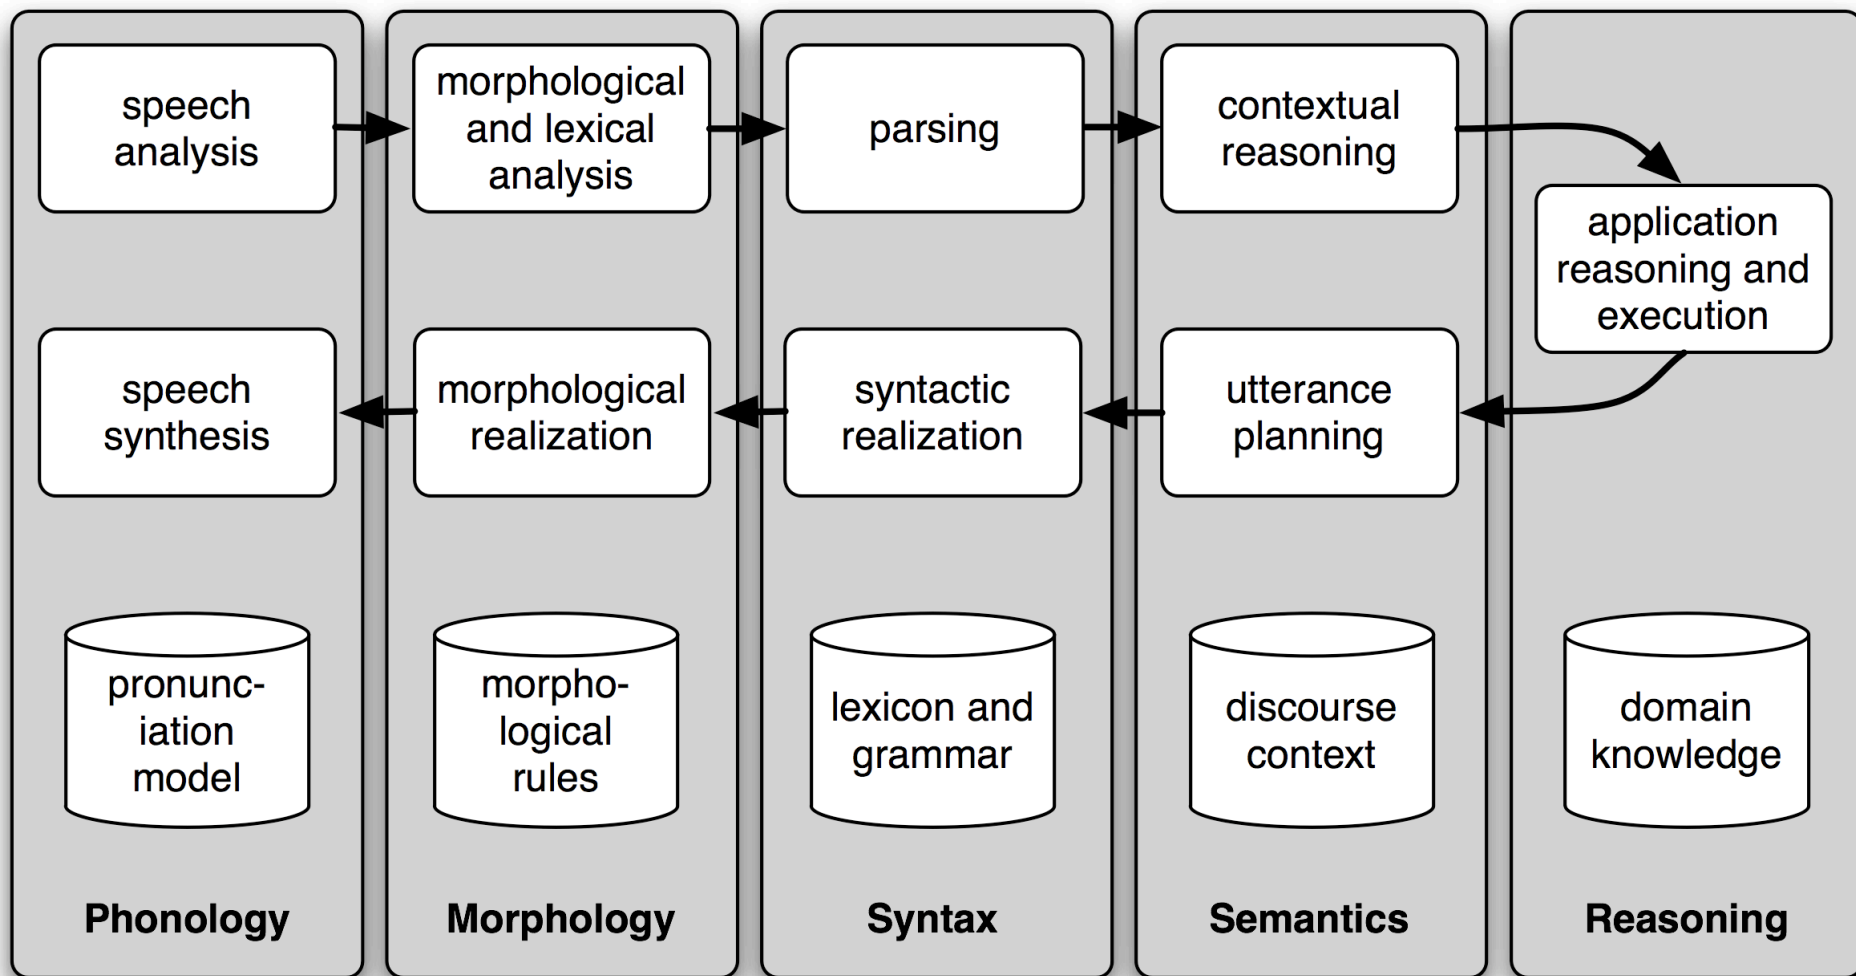 speech
analysis
morphological
and lexical
analysis
parsing
contextual
reasoning
application
reasoning and
execution
speech
synthesis
morphological
realization
syntactic
realization
utterance
planning
pronunc-
iation
model
morpho-
logical
rules
lexicon and
grammar
discourse
context
domain
knowledge
Phonology
Morphology
Syntax
Semantics
Reasoning